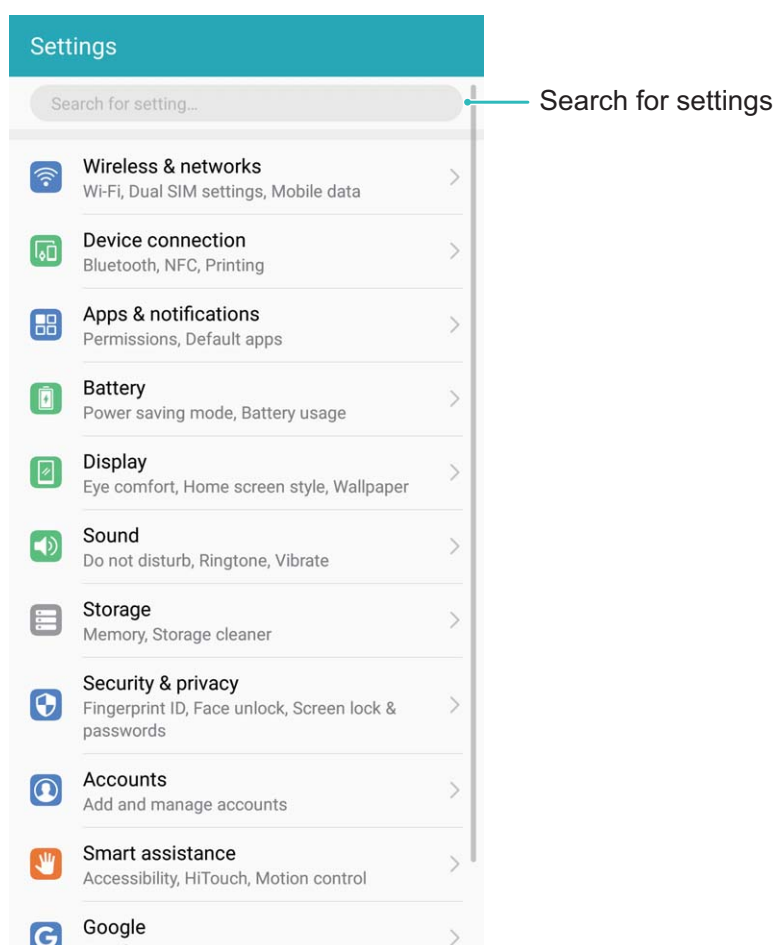 Settings
Search for setting...
Search for settings
Wireless & networks
Wi-Fi, Dual SIM settings, Mobile data
Device connection
Bluetooth, NFC, Printing
Apps & notifications
Permissions, Default apps
Battery
Power saving mode, Battery usage
Display
Eye comfort, Home screen style, Wallpaper
Sound
Do not disturb, Ringtone, Vibrate
Storage
Memory, Storage cleaner
Security & privacy
Fingerprint ID, Face unlock, Screen lock &
passwords
Accounts
Add and manage accounts
Smart assistance
Accessibility, HiTouch, Motion control
Google